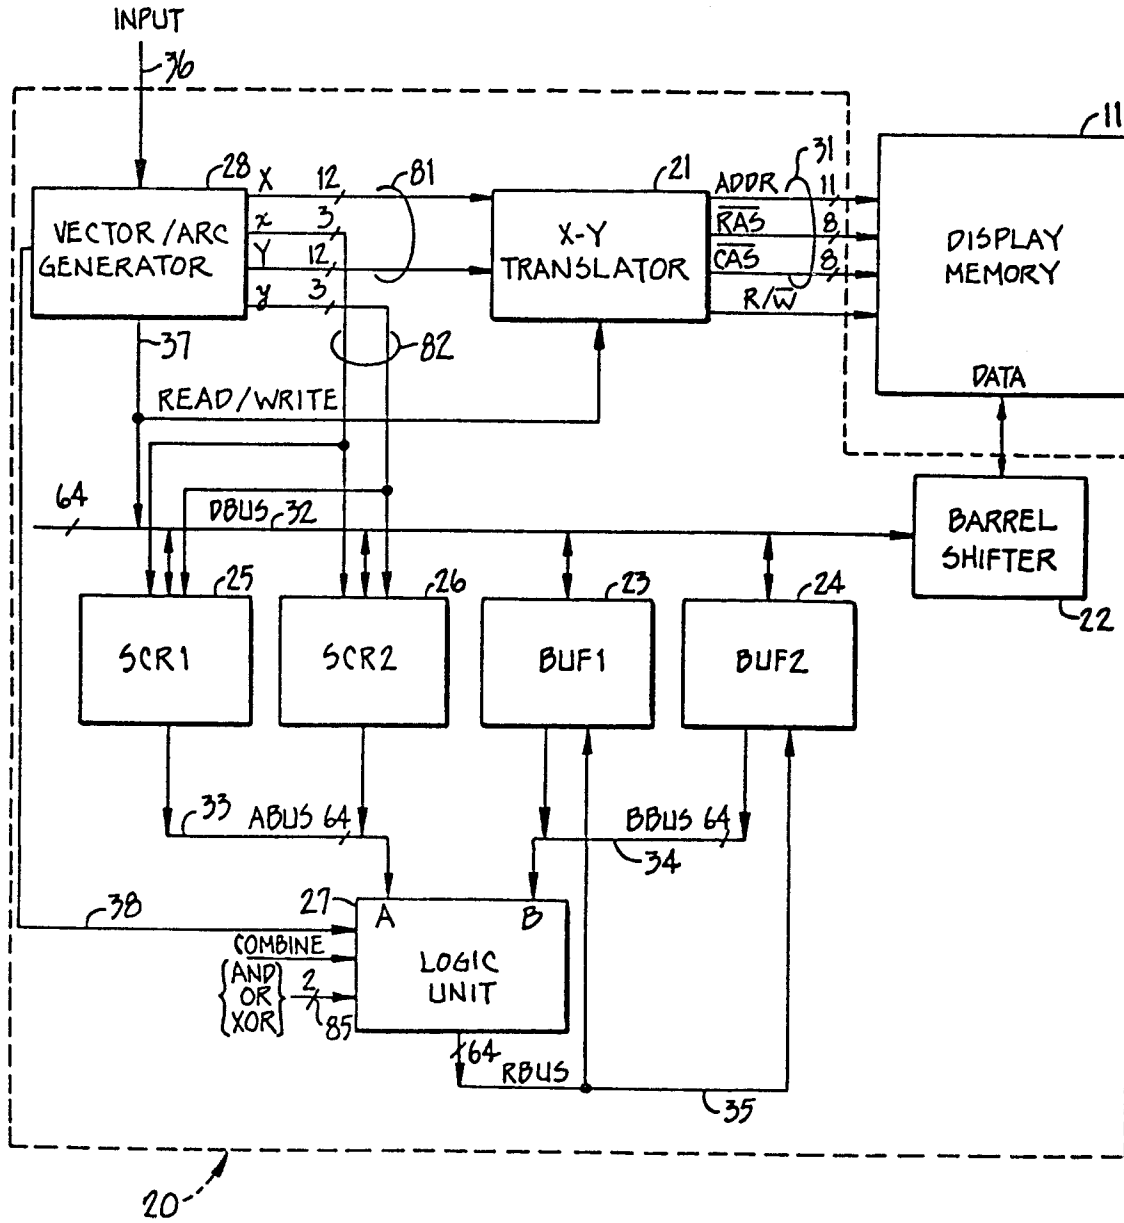 INPUT
36
28
X 12
81
x 3
Y 12
y 3
VECTOR/ARC
GENERATOR
21
X-Y
TRANSLATOR
31
ADDR 11
RAS 8
CAS 8
R/W
11
DISPLAY
MEMORY
DATA
37
82
READ/WRITE
64
DBUS 32
BARREL
SHIFTER
22
25
SCR1
26
SCR2
23
BUF1
24
BUF2
33
ABUS 64
BBUS 64
34
27
A
B
LOGIC
UNIT
38
COMBINE
AND
OR
XOR
2
85
64
RBUS
35
20